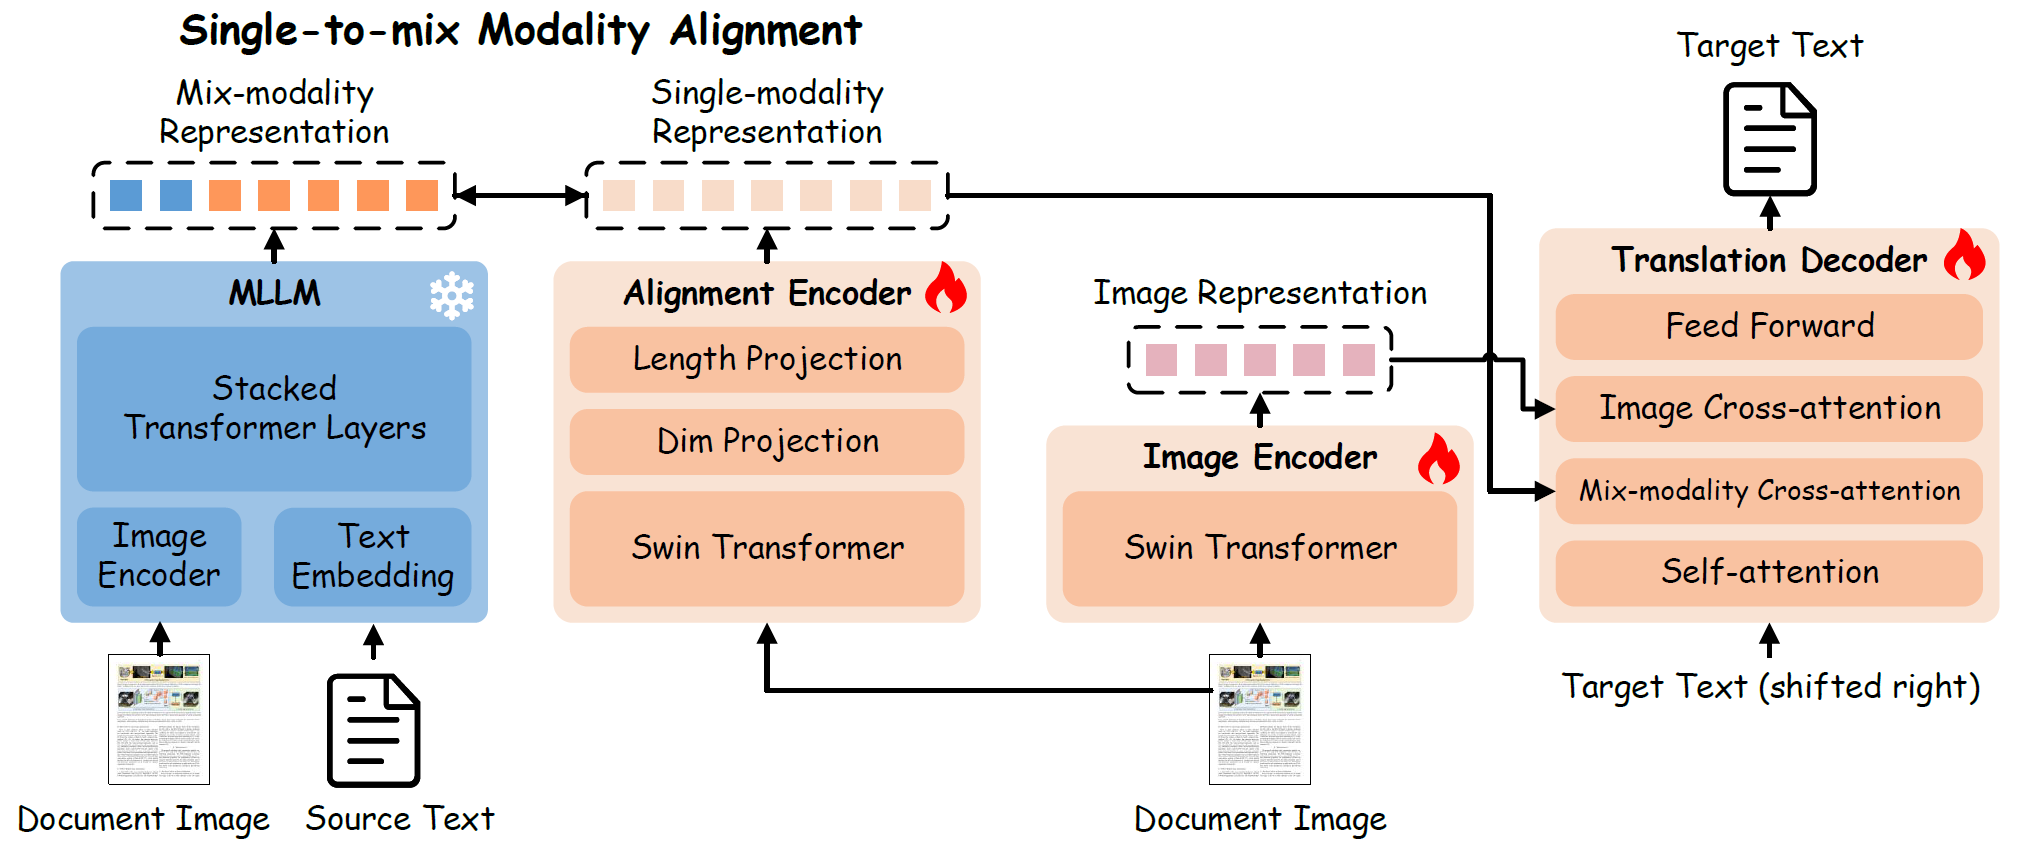 Single-to-mix Modality Alignment
Mix-modality
Representation
Single-modality
Representation
Target Text
MLLM
Stacked
Transformer Layers
Image
Encoder
Text
Embedding
Document Image
Source Text
Alignment Encoder
Length Projection
Dim Projection
Swin Transformer
Image Representation
Image Encoder
Swin Transformer
Document Image
Translation Decoder
Feed Forward
Image Cross-attention
Mix-modality Cross-attention
Self-attention
Target Text (shifted right)